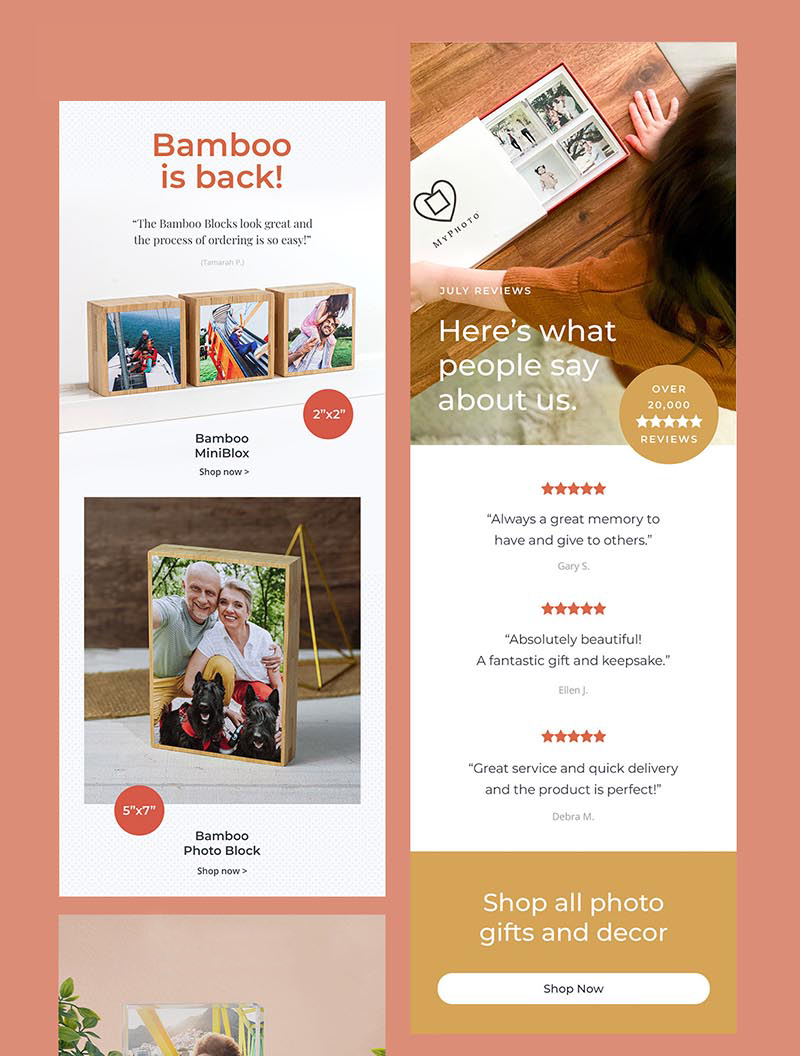 Bamboo
is back!
“The Bamboo Blocks look great and
the process of ordering is so easy!”
(Tamarah P.)
2”x2”
Bamboo
MiniBlox
Shop now >
5”x7”
Bamboo
Photo Block
Shop now >
MyPhoto
JULY REVIEWS
Here’s what
people say
about us.
OVER
20,000
REVIEWS
“Always a great memory to
have and give to others.”
Gary S.
“Absolutely beautiful!
A fantastic gift and keepsake.”
Ellen J.
“Great service and quick delivery
and the product is perfect!”
Debra M.
Shop all photo
gifts and decor
Shop Now